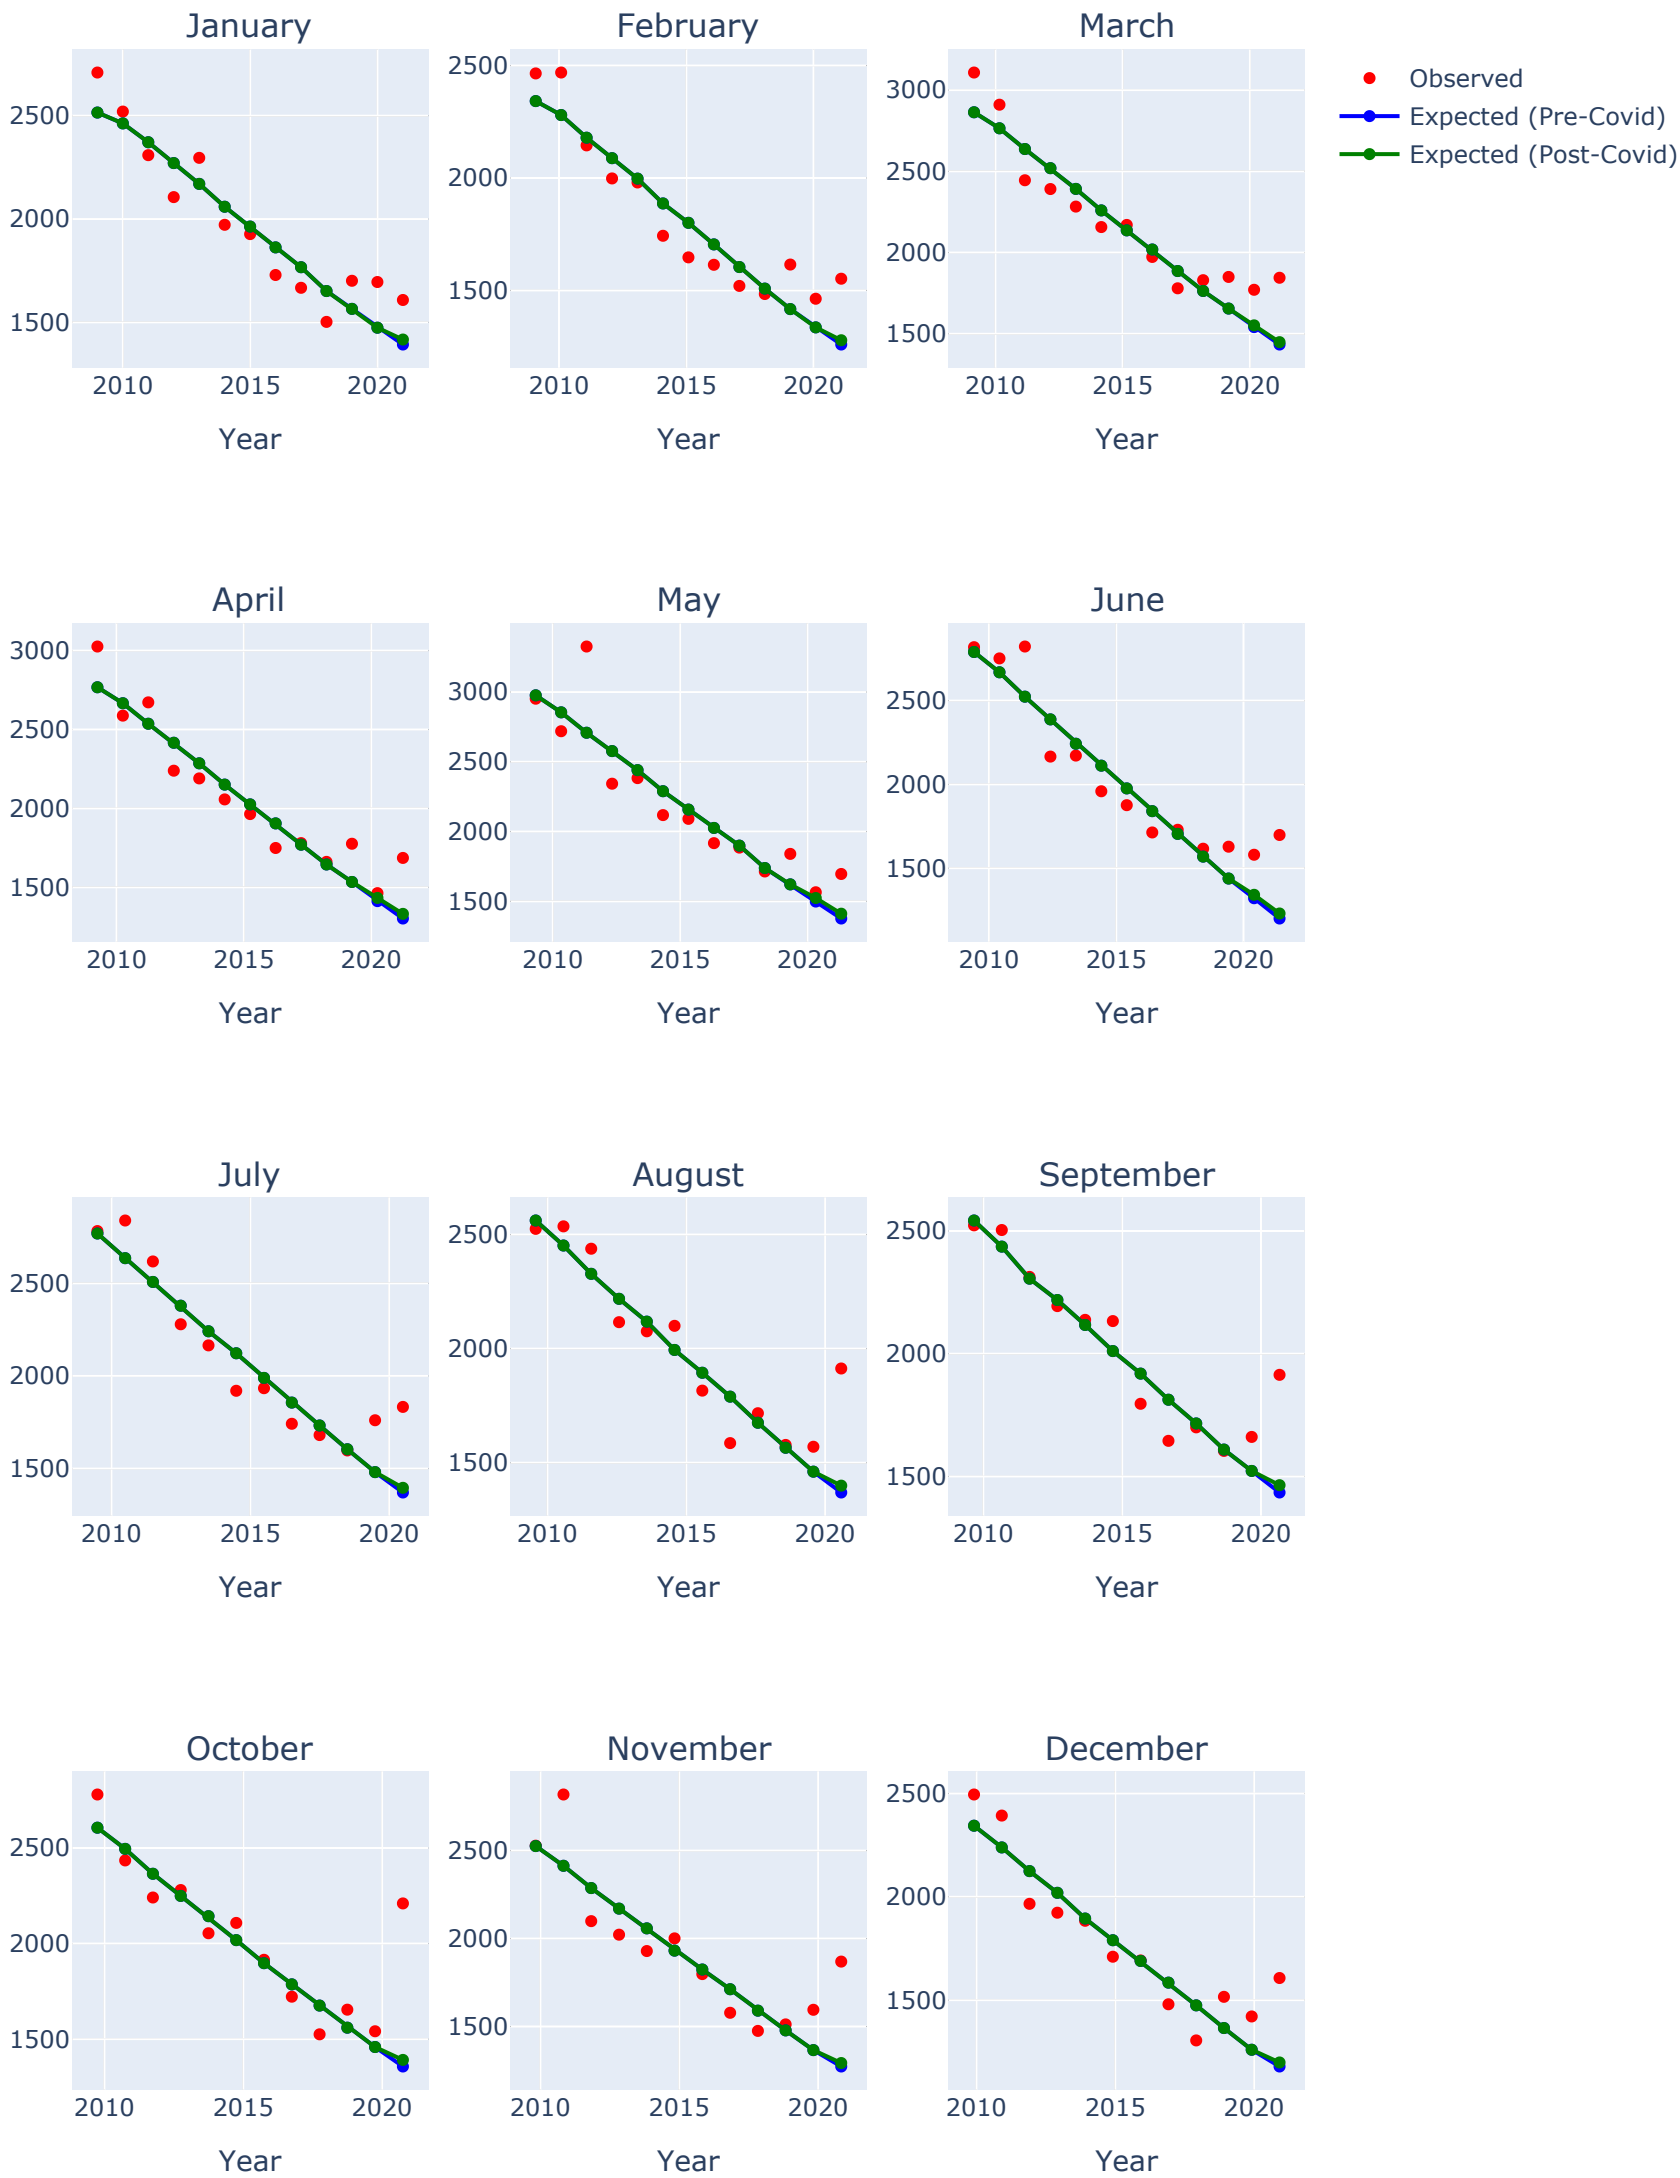 January
February
March
Observed
Expected (Pre-Covid)
Expected (Post-Covid)
2500
2000
1500
2500
2000
1500
3000
2500
2000
1500
2010 2015 2020
2010 2015 2020
2010 2015 2020
Year
Year
Year
April
May
June
3000
2500
2000
1500
3000
2500
2000
1500
2500
2000
1500
2010 2015 2020
2010 2015 2020
2010 2015 2020
Year
Year
Year
July
August
September
2500
2000
1500
2500
2000
1500
2500
2000
1500
2010 2015 2020
2010 2015 2020
2010 2015 2020
Year
Year
Year
October
November
December
2500
2000
1500
2500
2000
1500
2500
2000
1500
2010 2015 2020
2010 2015 2020
2010 2015 2020
Year
Year
Year